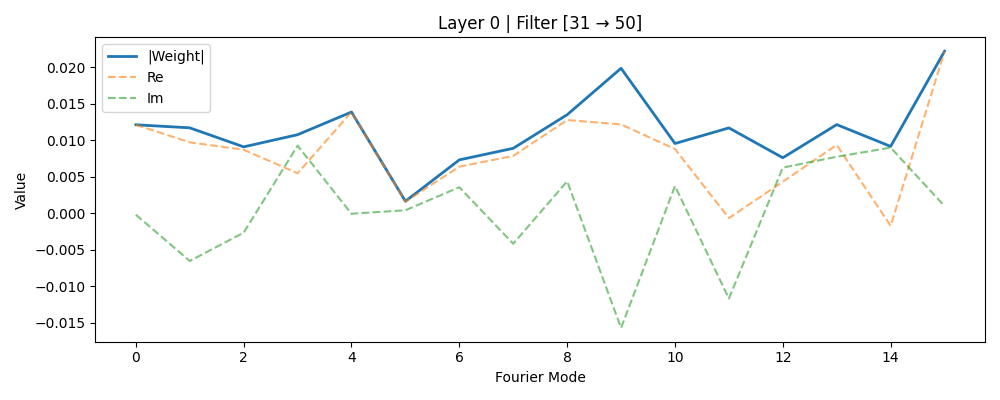 Layer 0 | Filter [31 → 50]
|Weight|
Re
Im
0.020
0.015
0.010
0.005
0.000
−0.005
−0.010
−0.015
Value
0 2 4 6 8 10 12 14
Fourier Mode